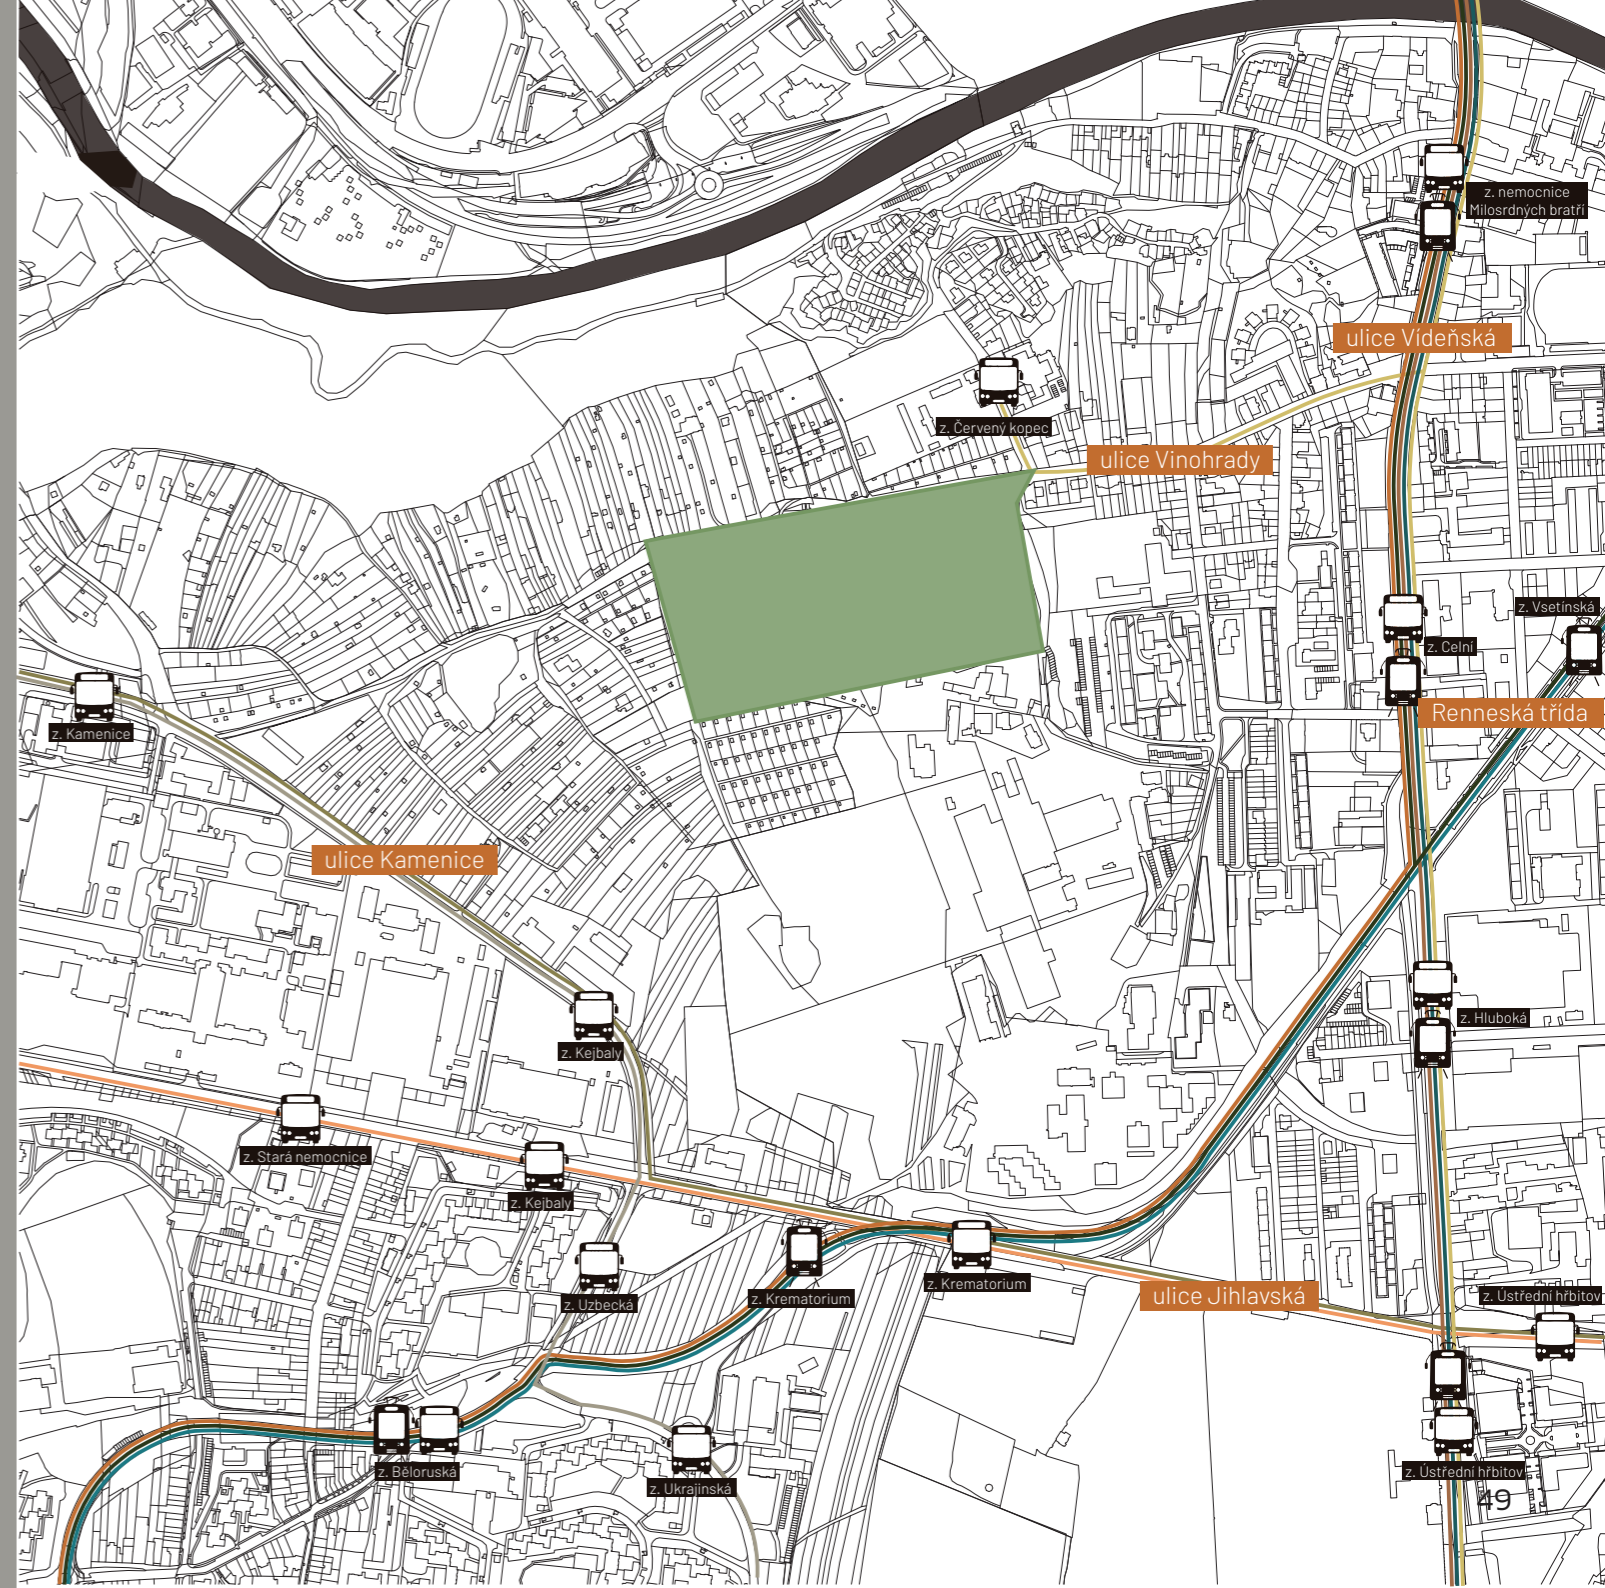 z. nemocnice
Milosrdných bratří
ulice Vídeňská
z. Červený kopec
ulice Vinohrady
z. Vsetínská
z. Celní
Renneská třída
z. Kamenice
ulice Kamenice
z. Hluboká
z. Kejbaly
z. Stará nemocnice
z. Kejbaly
z. Krematorium
z. Uzbecká
z. Krematorium
ulice Jihlavská
z. Ústřední hřbitov
z. Běloruská
z. Ukrajinská
z. Ústřední hřbitov
49